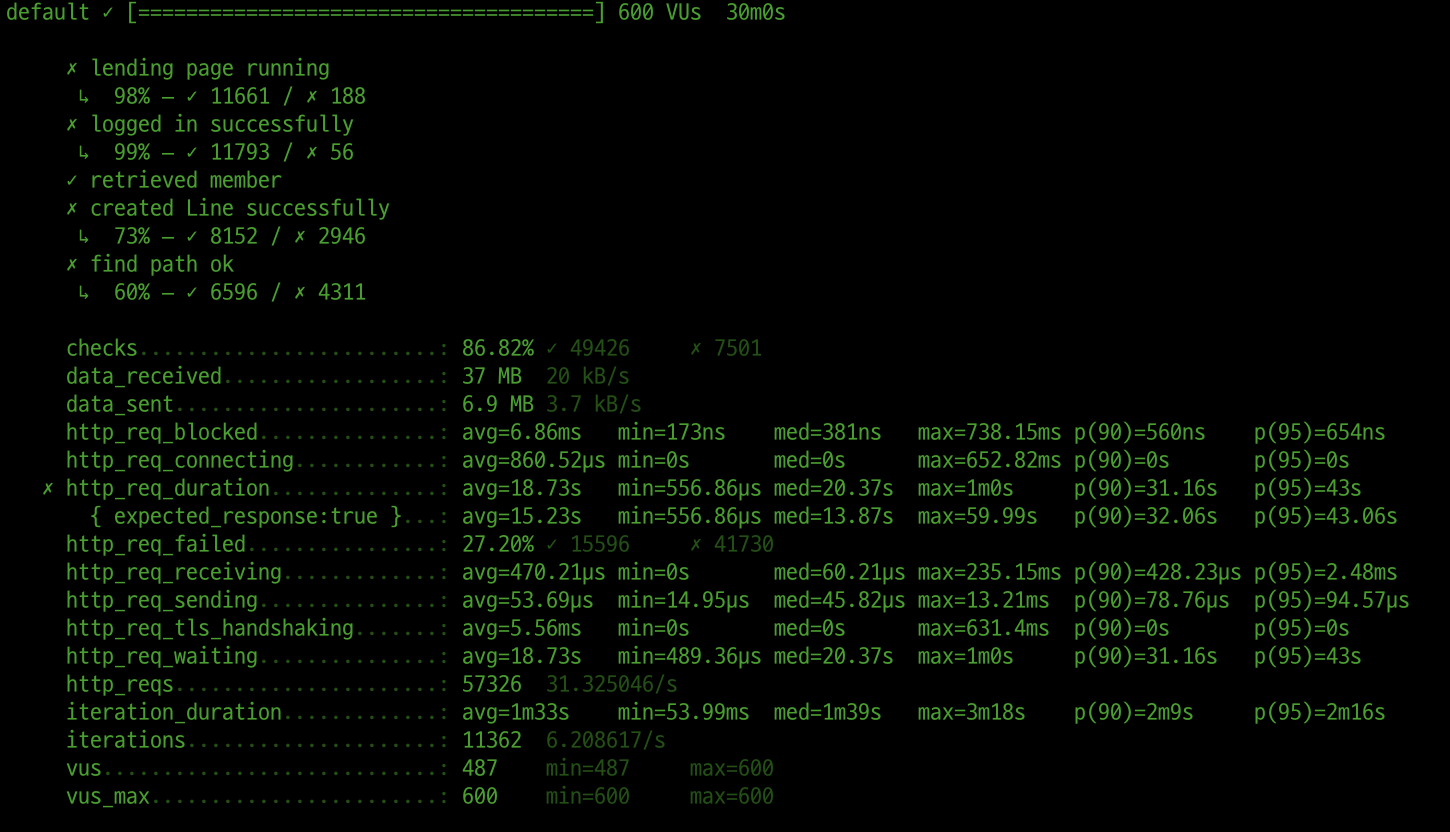 default ✓ [======================================] 600 VUs  30m0s
✗ lending page running
↳  98% — ✓ 11661 / ✗ 188
✗ logged in successfully
↳  99% — ✓ 11793 / ✗ 56
✓ retrieved member
✗ created Line successfully
↳  73% — ✓ 8152 / ✗ 2946
✗ find path ok
↳  60% — ✓ 6596 / ✗ 4311
checks.........................: 86.82% ✓ 49426     ✗ 7501
data_received..................: 37 MB  20 kB/s
data_sent......................: 6.9 MB 3.7 kB/s
http_req_blocked...............: avg=6.86ms   min=173ns    med=381ns   max=738.15ms p(90)=560ns    p(95)=654ns
http_req_connecting............: avg=860.52µs min=0s       med=0s      max=652.82ms p(90)=0s       p(95)=0s
✗ http_req_duration..............: avg=18.73s   min=556.86µs med=20.37s  max=1m0s     p(90)=31.16s   p(95)=43s
{ expected_response:true }...: avg=15.23s   min=556.86µs med=13.87s  max=59.99s   p(90)=32.06s   p(95)=43.06s
http_req_failed................: 27.20% ✓ 15596     ✗ 41730
http_req_receiving.............: avg=470.21µs min=0s       med=60.21µs max=235.15ms p(90)=428.23µs p(95)=2.48ms
http_req_sending...............: avg=53.69µs  min=14.95µs  med=45.82µs max=13.21ms  p(90)=78.76µs  p(95)=94.57µs
http_req_tls_handshaking.......: avg=5.56ms   min=0s       med=0s      max=631.4ms  p(90)=0s       p(95)=0s
http_req_waiting...............: avg=18.73s   min=489.36µs med=20.37s  max=1m0s     p(90)=31.16s   p(95)=43s
http_reqs......................: 57326  31.325046/s
iteration_duration.............: avg=1m33s    min=53.99ms  med=1m39s   max=3m18s    p(90)=2m9s     p(95)=2m16s
iterations.....................: 11362  6.208617/s
vus............................: 487    min=487     max=600
vus_max........................: 600    min=600     max=600